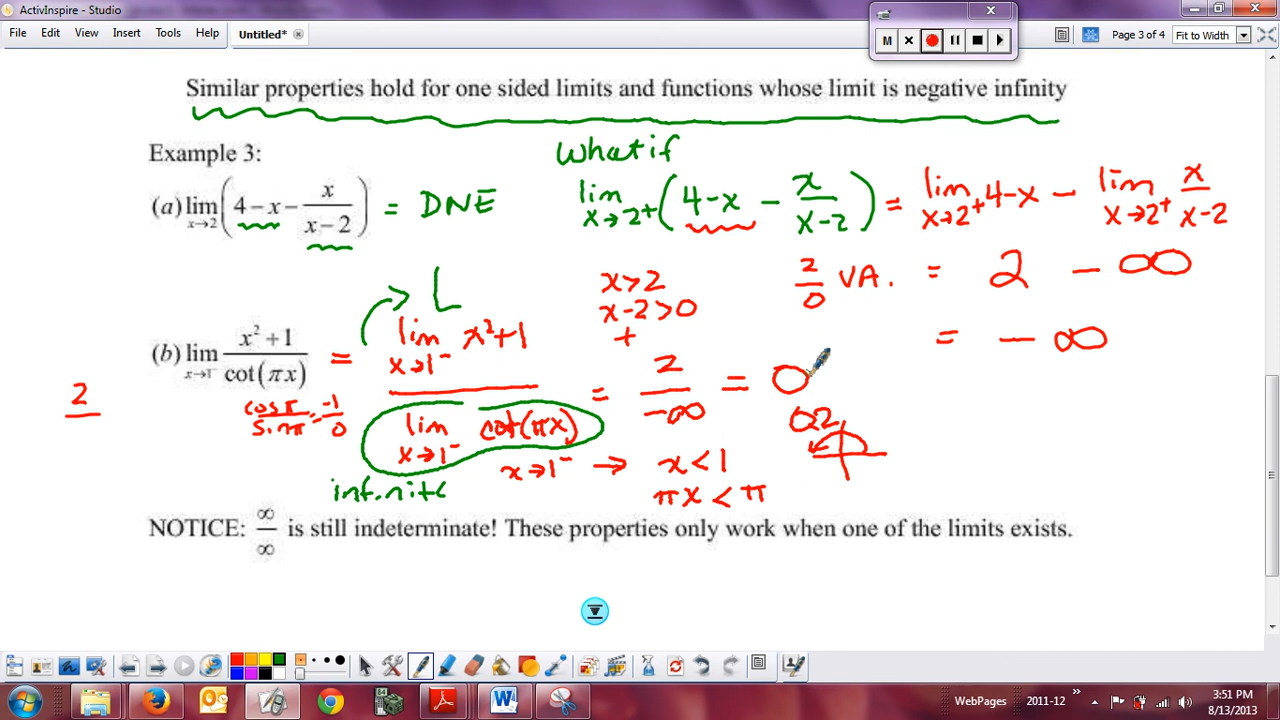 ActivInspire - Studio
File Edit View Insert Tools Help Untitled* Page 3 of 4 Fit to Width
M
Similar properties hold for one sided limits and functions whose limit is negative infinity
Example 3:
What if
(a) lim x→2 (4 − x − x/(x − 2)) = DNE
lim x→2+ (4-x - x/(x-2)) = lim x→2+ 4-x - lim x→2+ x/(x-2)
2/0 VA. = 2 - ∞
= - ∞
L
x>2
x-2>0
+
(b) lim x→1⁻ (x² + 1)/cot(πx) = lim x→1⁻ x²+1 / lim x→1⁻ cot(πx) = 2/-∞ = 0
2
cosπ/sinπ = -1/0
Q2
x→1⁻ → x<1
πx < π
infinite
NOTICE: ∞/∞ is still indeterminate! These properties only work when one of the limits exists.
WebPages 2011-12 »
3:51 PM
8/13/2013